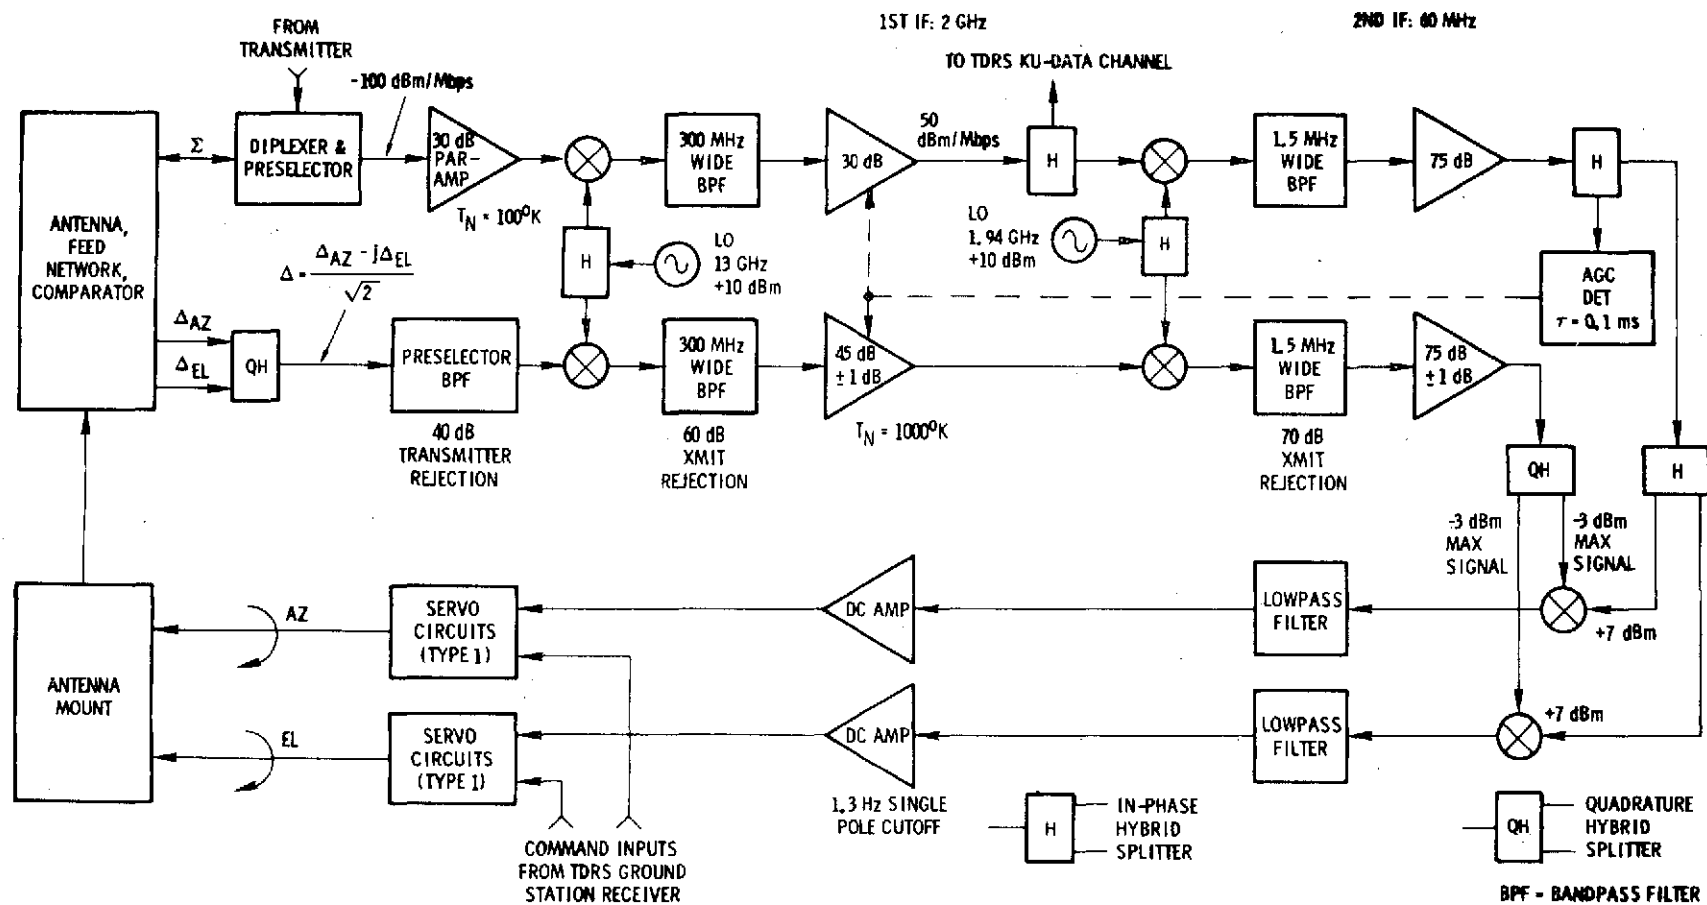 1ST IF: 2 GHz
2ND IF: 60 MHz
FROM
TRANSMITTER
-100 dBm/Mbps
TO TDRS KU-DATA CHANNEL
ANTENNA,
FEED
NETWORK,
COMPARATOR
Σ
DIPLEXER &
PRESELECTOR
30 dB
PAR-
AMP
T_N = 100°K
300 MHz
WIDE
BPF
30 dB
50
dBm/Mbps
H
1.5 MHz
WIDE
BPF
75 dB
H
H
LO
13 GHz
+10 dBm
LO
1.94 GHz
+10 dBm
H
AGC
DET
τ = 0.1 ms
Δ = Δ_AZ - jΔ_EL
√2
Δ_AZ
Δ_EL
QH
PRESELECTOR
BPF
40 dB
TRANSMITTER
REJECTION
300 MHz
WIDE
BPF
60 dB
XMIT
REJECTION
45 dB
± 1 dB
T_N = 1000°K
1.5 MHz
WIDE
BPF
70 dB
XMIT
REJECTION
75 dB
± 1 dB
QH
H
-3 dBm
MAX
SIGNAL
-3 dBm
MAX
SIGNAL
ANTENNA
MOUNT
AZ
SERVO
CIRCUITS
(TYPE 1)
DC AMP
LOWPASS
FILTER
+7 dBm
EL
SERVO
CIRCUITS
(TYPE 1)
DC AMP
LOWPASS
FILTER
+7 dBm
1.3 Hz SINGLE
POLE CUTOFF
COMMAND INPUTS
FROM TDRS GROUND
STATION RECEIVER
H
IN-PHASE
HYBRID
SPLITTER
QH
QUADRATURE
HYBRID
SPLITTER
BPF - BANDPASS FILTER